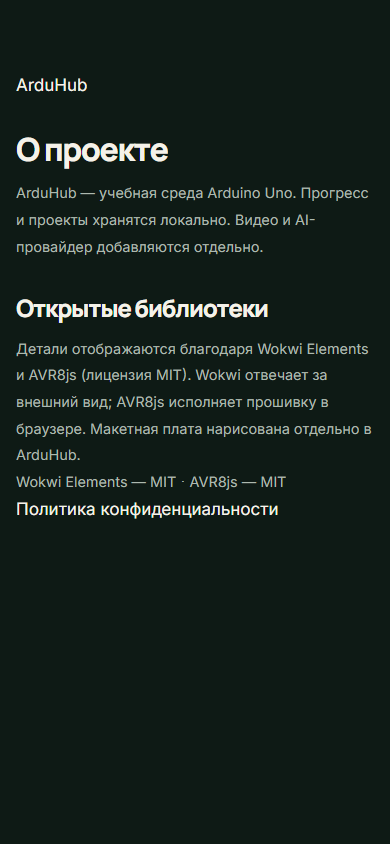 ArduHub
О проекте
ArduHub — учебная среда Arduino Uno. Прогресс
и проекты хранятся локально. Видео и AI-
провайдер добавляются отдельно.
Открытые библиотеки
Детали отображаются благодаря Wokwi Elements
и AVR8js (лицензия MIT). Wokwi отвечает за
внешний вид; AVR8js исполняет прошивку в
браузере. Макетная плата нарисована отдельно в
ArduHub.
Wokwi Elements — MIT · AVR8js — MIT
Политика конфиденциальности